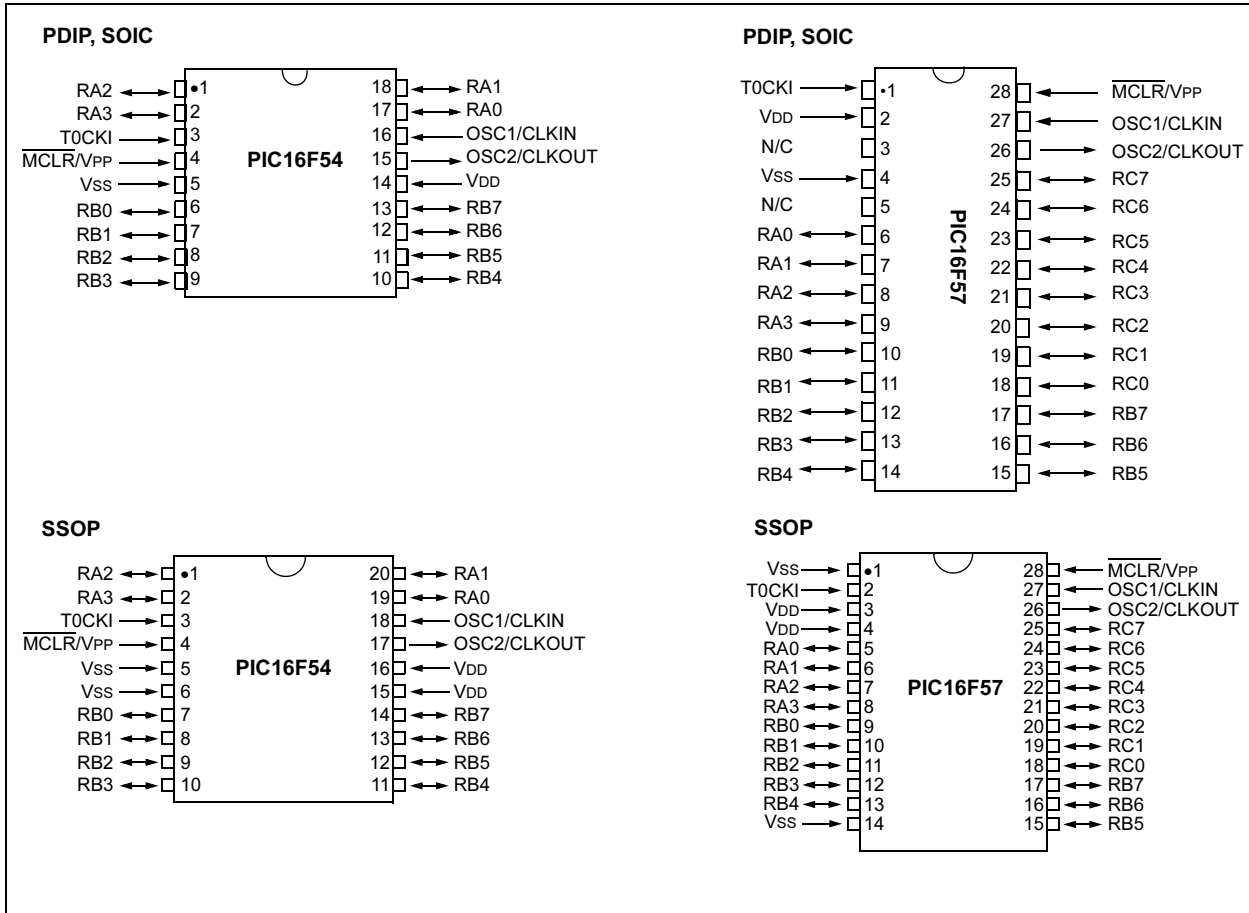 PDIP, SOIC
RA2 •1 18 RA1
RA3 2 17 RA0
T0CKI 3 16 OSC1/CLKIN
MCLR/VPP 4 PIC16F54 15 OSC2/CLKOUT
VSS 5 14 VDD
RB0 6 13 RB7
RB1 7 12 RB6
RB2 8 11 RB5
RB3 9 10 RB4
PDIP, SOIC
T0CKI •1 28 MCLR/VPP
VDD 2 27 OSC1/CLKIN
N/C 3 26 OSC2/CLKOUT
VSS 4 25 RC7
N/C 5 24 RC6
RA0 6 23 RC5
RA1 7 22 RC4
RA2 8 21 RC3
RA3 9 20 RC2
RB0 10 19 RC1
RB1 11 18 RC0
RB2 12 17 RB7
RB3 13 16 RB6
RB4 14 15 RB5
PIC16F57
SSOP
RA2 •1 20 RA1
RA3 2 19 RA0
T0CKI 3 18 OSC1/CLKIN
MCLR/VPP 4 17 OSC2/CLKOUT
VSS 5 PIC16F54 16 VDD
VSS 6 15 VDD
RB0 7 14 RB7
RB1 8 13 RB6
RB2 9 12 RB5
RB3 10 11 RB4
SSOP
VSS •1 28 MCLR/VPP
T0CKI 2 27 OSC1/CLKIN
VDD 3 26 OSC2/CLKOUT
VDD 4 25 RC7
RA0 5 24 RC6
RA1 6 23 RC5
RA2 7 PIC16F57 22 RC4
RA3 8 21 RC3
RB0 9 20 RC2
RB1 10 19 RC1
RB2 11 18 RC0
RB3 12 17 RB7
RB4 13 16 RB6
VSS 14 15 RB5